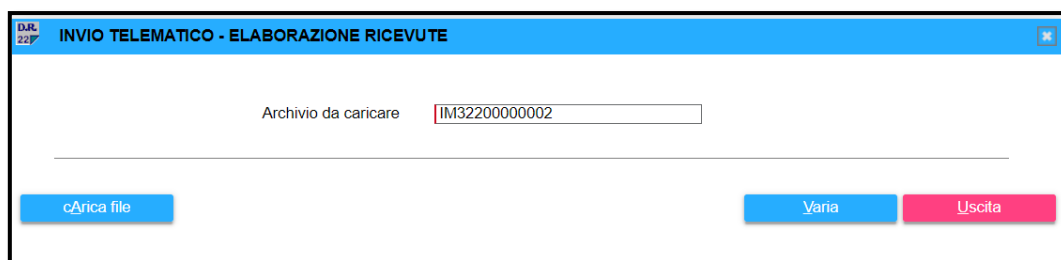 D.R.
22
INVIO TELEMATICO - ELABORAZIONE RICEVUTE
Archivio da caricare IM32200000002
cArica file Varia Uscita